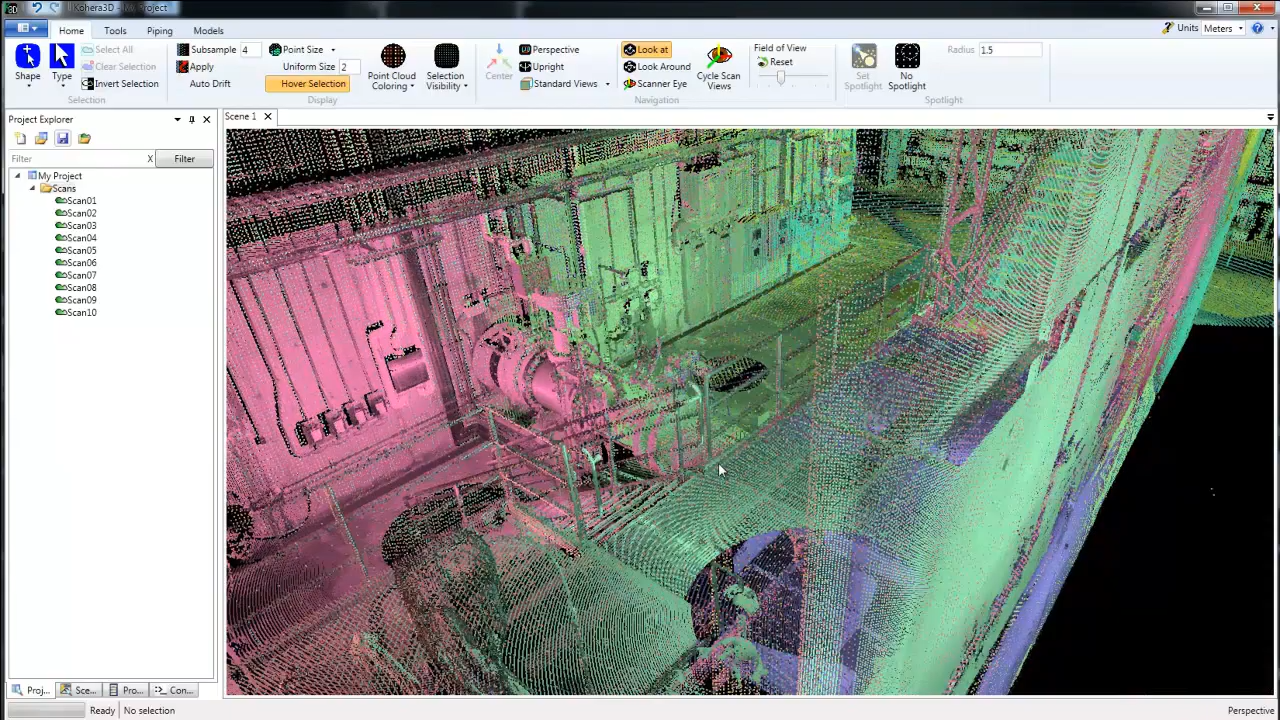 Kohera3D - My Project
Home Tools Piping Models
Units Meters
Shape
Type
Select All
Clear Selection
Invert Selection
Selection
Subsample 4
Apply
Auto Drift
Point Size
Uniform Size 2
Hover Selection
Point Cloud Coloring
Selection Visibility
Display
Center
Perspective
Upright
Standard Views
Look at
Look Around
Scanner Eye
Cycle Scan Views
Navigation
Field of View
Reset
Set Spotlight
No Spotlight
Radius 1.5
Spotlight
Project Explorer
Scene 1
Filter X Filter
My Project
Scans
Scan01
Scan02
Scan03
Scan04
Scan05
Scan06
Scan07
Scan08
Scan09
Scan10
Proj... Sce... Pro... Con...
Ready No selection
Perspective